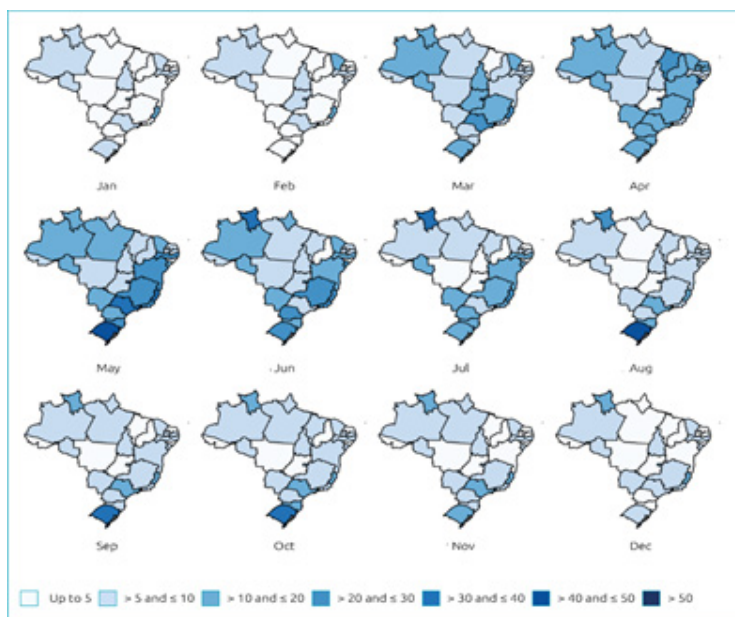 Jan Feb Mar Apr
May Jun Jul Aug
Sep Oct Nov Dec
Up to 5 > 5 and ≤ 10 > 10 and ≤ 20 > 20 and ≤ 30 > 30 and ≤ 40 > 40 and ≤ 50 > 50